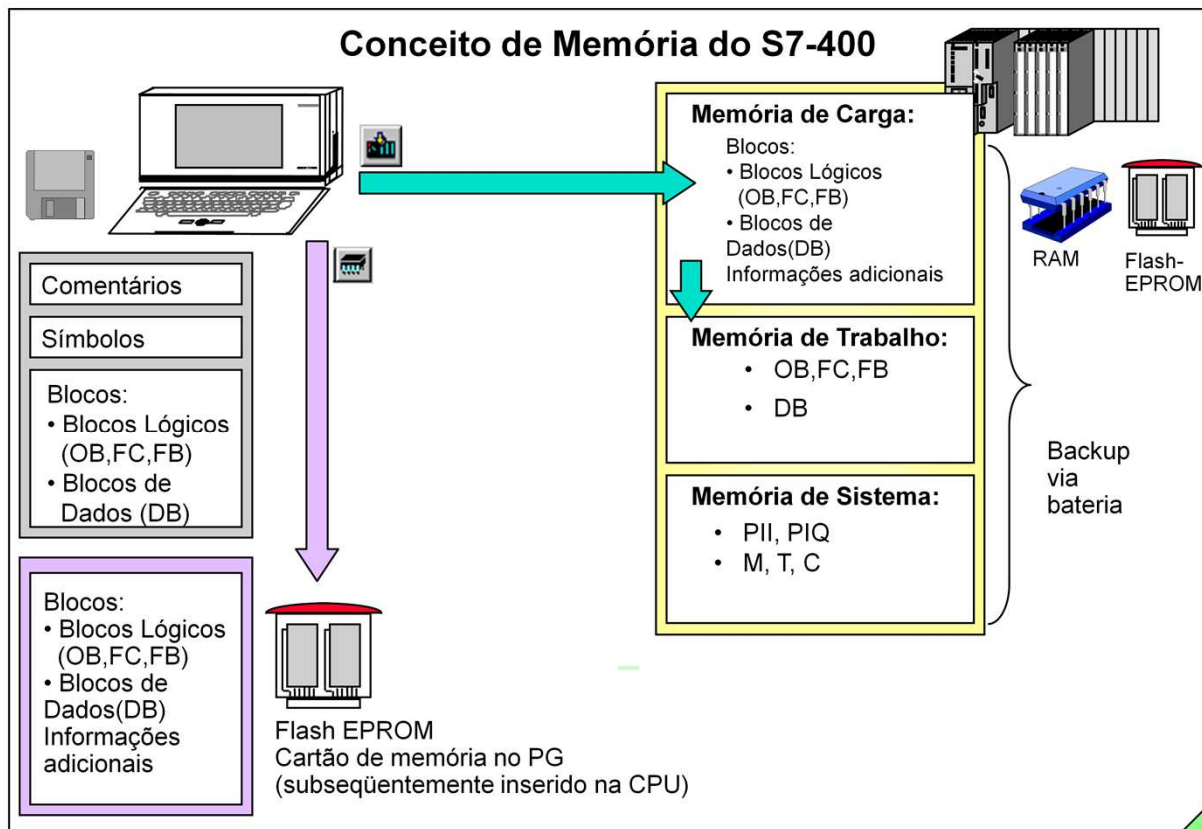 Conceito de Memória do S7-400
Comentários
Símbolos
Blocos:
• Blocos Lógicos
(OB,FC,FB)
• Blocos de
Dados (DB)
Blocos:
• Blocos Lógicos
(OB,FC,FB)
• Blocos de
Dados(DB)
Informações
adicionais
Flash EPROM
Cartão de memória no PG
(subseqüentemente inserido na CPU)
Memória de Carga:
Blocos:
• Blocos Lógicos
(OB,FC,FB)
• Blocos de
Dados(DB)
Informações adicionais
Memória de Trabalho:
• OB,FC,FB
• DB
Memória de Sistema:
• PII, PIQ
• M, T, C
RAM
Flash-
EPROM
Backup
via
bateria